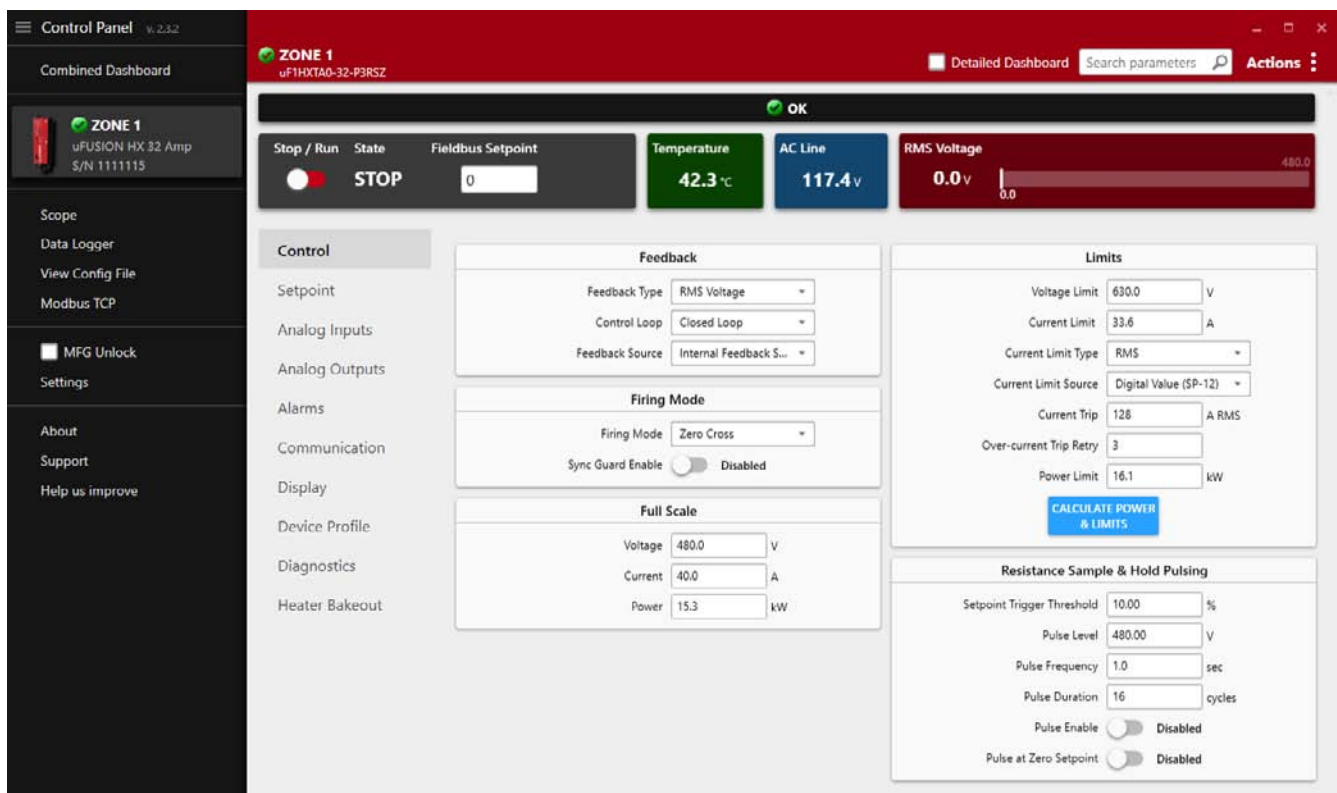 Control Panel v. 2.3.2
Combined Dashboard
ZONE 1
uFUSION HX 32 Amp
S/N 1111115
Scope
Data Logger
View Config File
Modbus TCP
MFG Unlock
Settings
About
Support
Help us improve
ZONE 1
uF1HXTA0-32-P3RSZ
Detailed Dashboard
Search parameters
Actions
OK
Stop / Run State Fieldbus Setpoint
STOP 0
Temperature
42.3 °C
AC Line
117.4 V
RMS Voltage
480.0
0.0 V
0.0
Control
Setpoint
Analog Inputs
Analog Outputs
Alarms
Communication
Display
Device Profile
Diagnostics
Heater Bakeout
Feedback
Feedback Type RMS Voltage
Control Loop Closed Loop
Feedback Source Internal Feedback S...
Firing Mode
Firing Mode Zero Cross
Sync Guard Enable Disabled
Full Scale
Voltage 480.0 V
Current 40.0 A
Power 15.3 kW
Limits
Voltage Limit 630.0 V
Current Limit 33.6 A
Current Limit Type RMS
Current Limit Source Digital Value (SP-12)
Current Trip 128 A RMS
Over-current Trip Retry 3
Power Limit 16.1 kW
CALCULATE POWER
& LIMITS
Resistance Sample & Hold Pulsing
Setpoint Trigger Threshold 10.00 %
Pulse Level 480.00 V
Pulse Frequency 1.0 sec
Pulse Duration 16 cycles
Pulse Enable Disabled
Pulse at Zero Setpoint Disabled